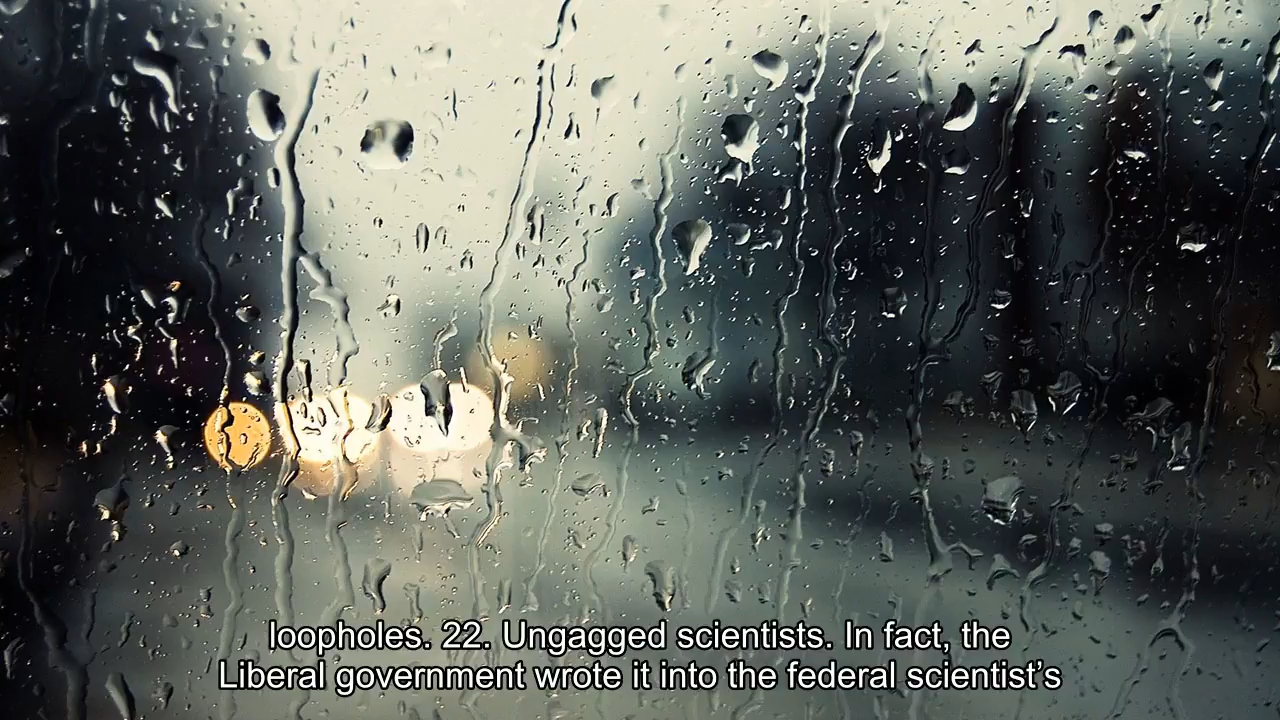 loopholes. 22. Ungagged scientists. In fact, the
Liberal government wrote it into the federal scientist’s